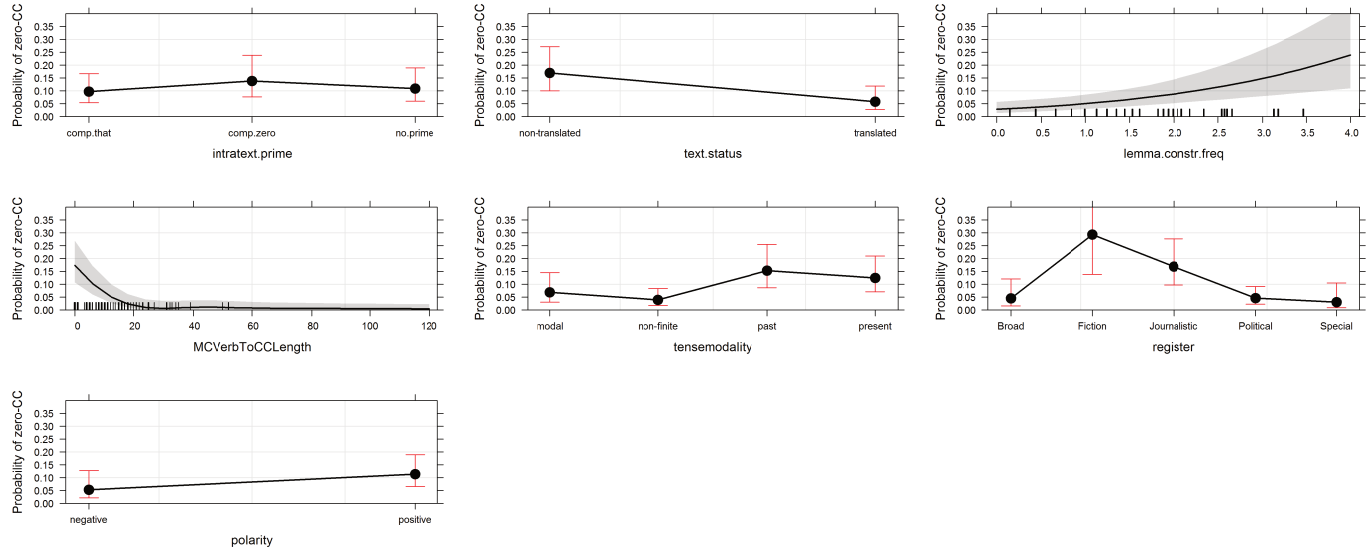 Probability of zero-CC
0.35
0.30
0.25
0.20
0.15
0.10
0.05
0.00
comp.that comp.zero no.prime
intratext.prime
Probability of zero-CC
0.35
0.30
0.25
0.20
0.15
0.10
0.05
0.00
non-translated translated
text.status
Probability of zero-CC
0.35
0.30
0.25
0.20
0.15
0.10
0.05
0.00
0.0 0.5 1.0 1.5 2.0 2.5 3.0 3.5 4.0
lemma.constr.freq
Probability of zero-CC
0.35
0.30
0.25
0.20
0.15
0.10
0.05
0.00
0 20 40 60 80 100 120
MCVerbToCCLength
Probability of zero-CC
0.35
0.30
0.25
0.20
0.15
0.10
0.05
0.00
modal non-finite past present
tensemodality
Probability of zero-CC
0.35
0.30
0.25
0.20
0.15
0.10
0.05
0.00
Broad Fiction Journalistic Political Special
register
Probability of zero-CC
0.35
0.30
0.25
0.20
0.15
0.10
0.05
0.00
negative positive
polarity